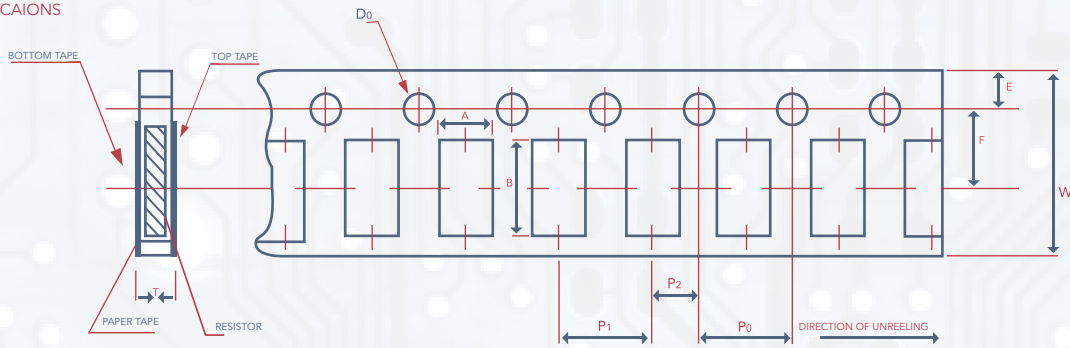 CAIONS
D0
BOTTOM TAPE
TOP TAPE
E
A
F
B
W
T
P2
PAPER TAPE
RESISTOR
P1
P0
DIRECTION OF UNREELING